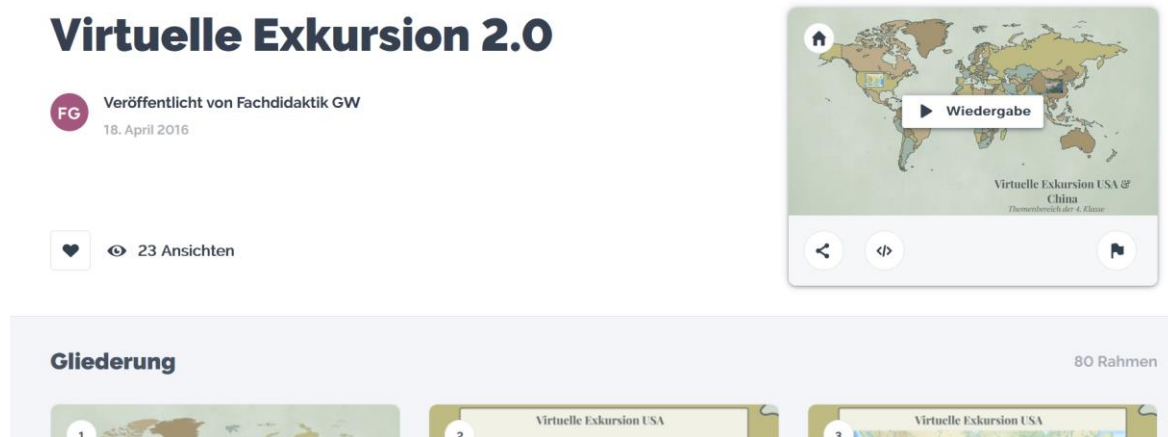 Virtuelle Exkursion 2.0
FG
Veröffentlicht von Fachdidaktik GW
18. April 2016
23 Ansichten
Wiedergabe
Virtuelle Exkursion USA &
China
Themenbereich der 4. Klasse
Gliederung
80 Rahmen
1
2
Virtuelle Exkursion USA
3
Virtuelle Exkursion USA